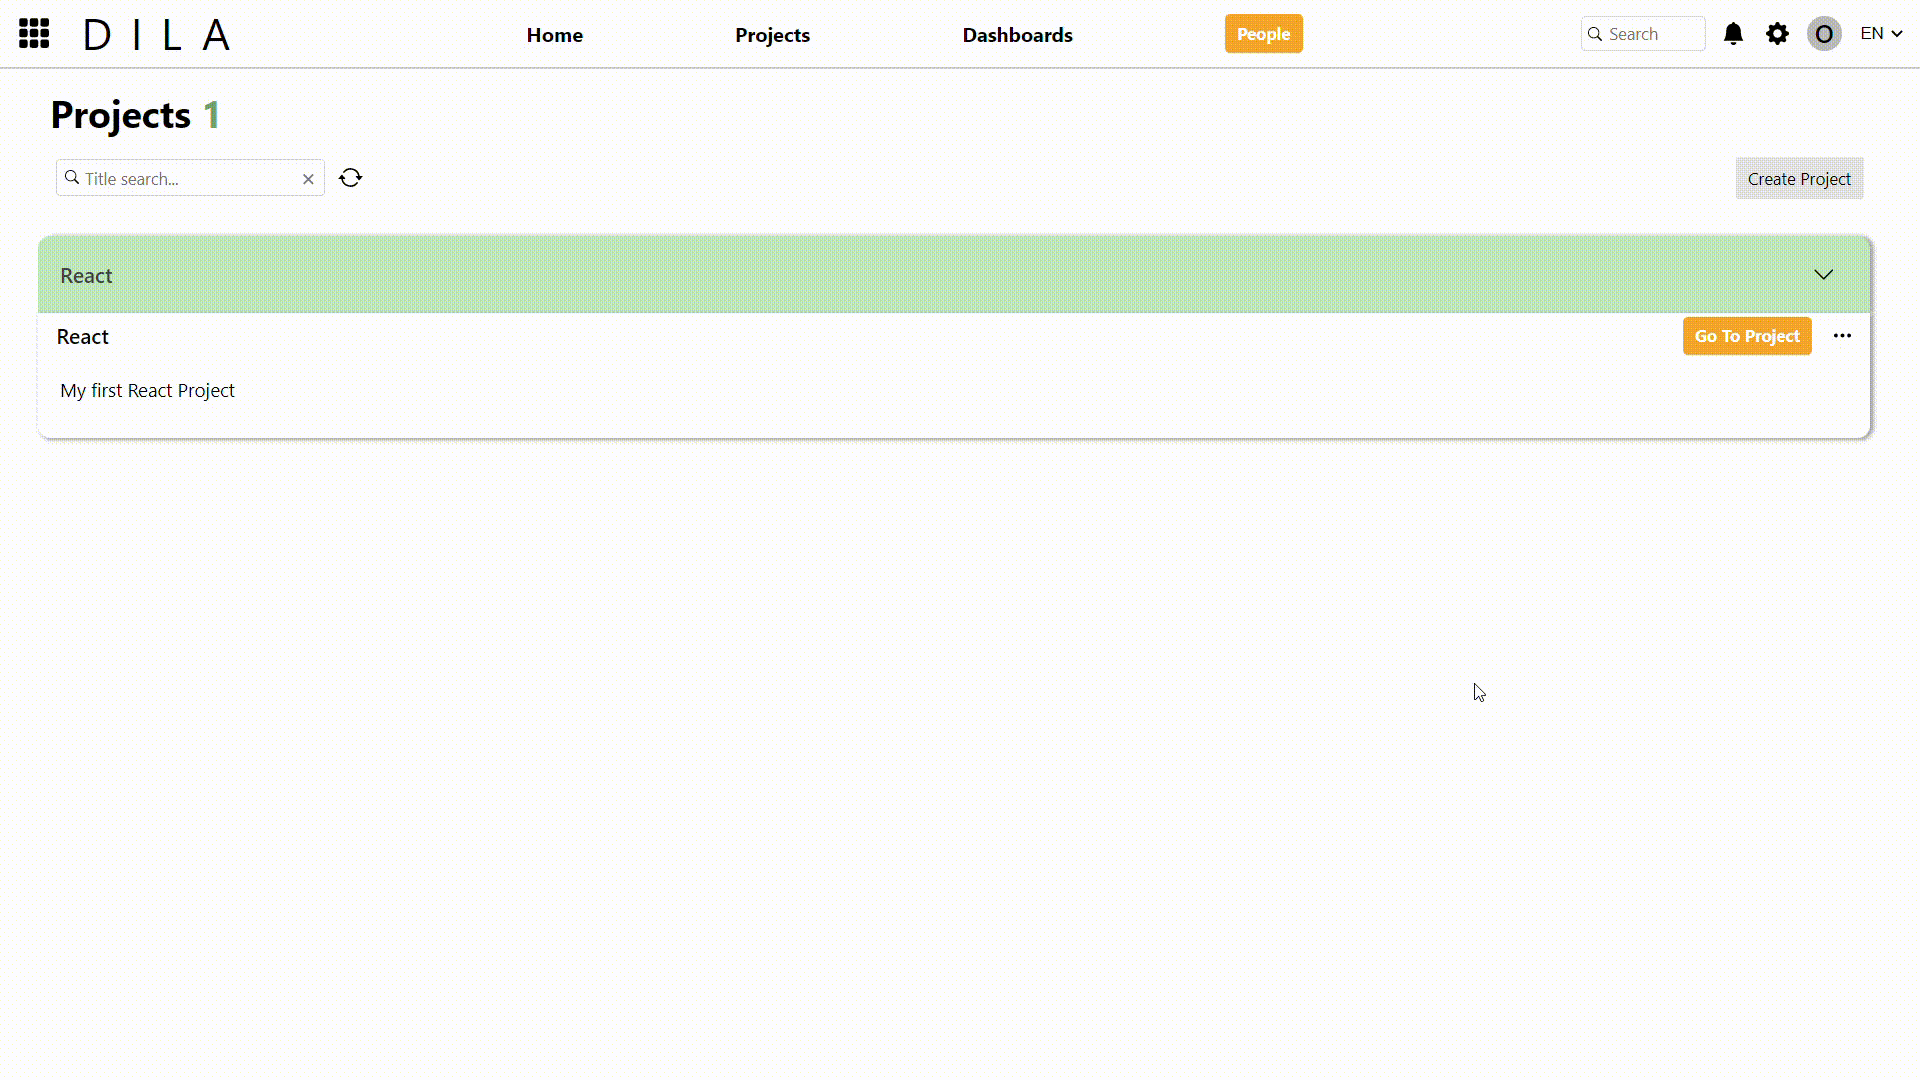 D I L A Home Projects Dashboards People Search O EN
Projects 1
Title search... Create Project
React
React Go To Project
My first React Project